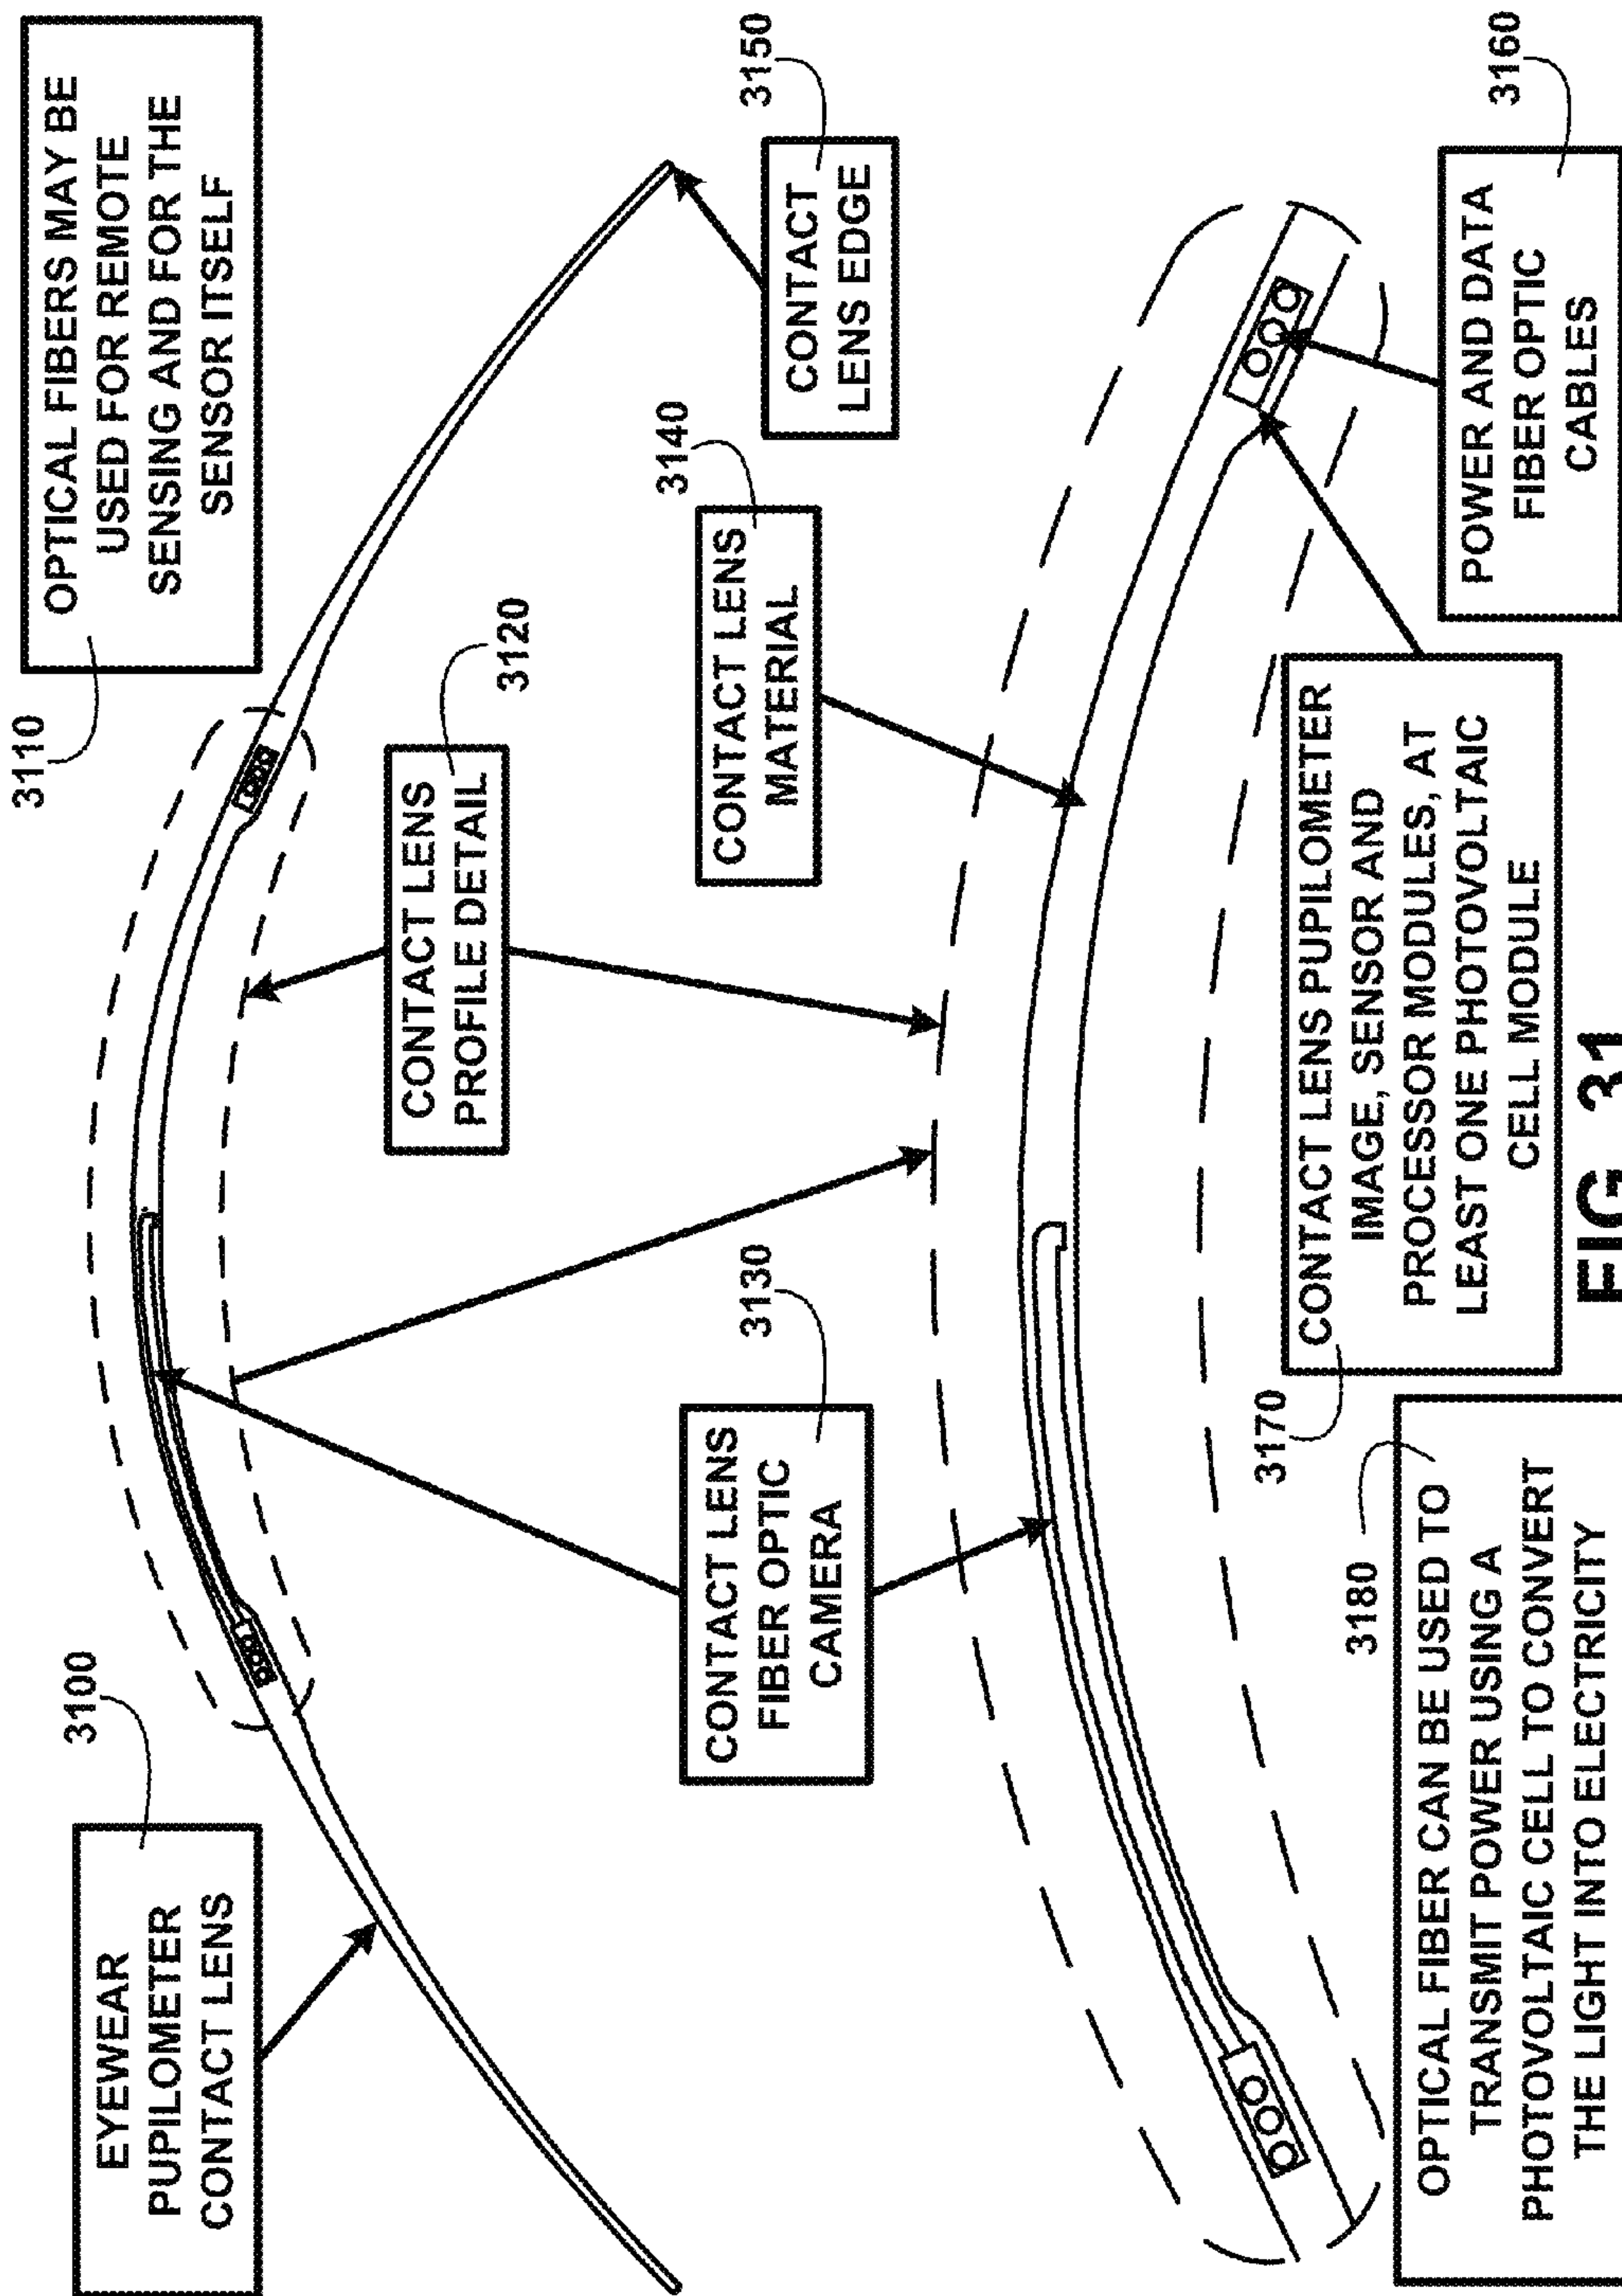 3110
OPTICAL FIBERS MAY BE
USED FOR REMOTE
SENSING AND FOR THE
SENSOR ITSELF
3100
EYEWEAR
PUPILOMETER
CONTACT LENS
3120
CONTACT LENS
PROFILE DETAIL
3150
CONTACT
LENS EDGE
3140
CONTACT LENS
MATERIAL
3130
CONTACT LENS
FIBER OPTIC
CAMERA
3160
POWER AND DATA
FIBER OPTIC
CABLES
3170
CONTACT LENS PUPILOMETER
IMAGE, SENSOR AND
PROCESSOR MODULES, AT
LEAST ONE PHOTOVOLTAIC
CELL MODULE
3180
OPTICAL FIBER CAN BE USED TO
TRANSMIT POWER USING A
PHOTOVOLTAIC CELL TO CONVERT
THE LIGHT INTO ELECTRICITY
FIG. 31